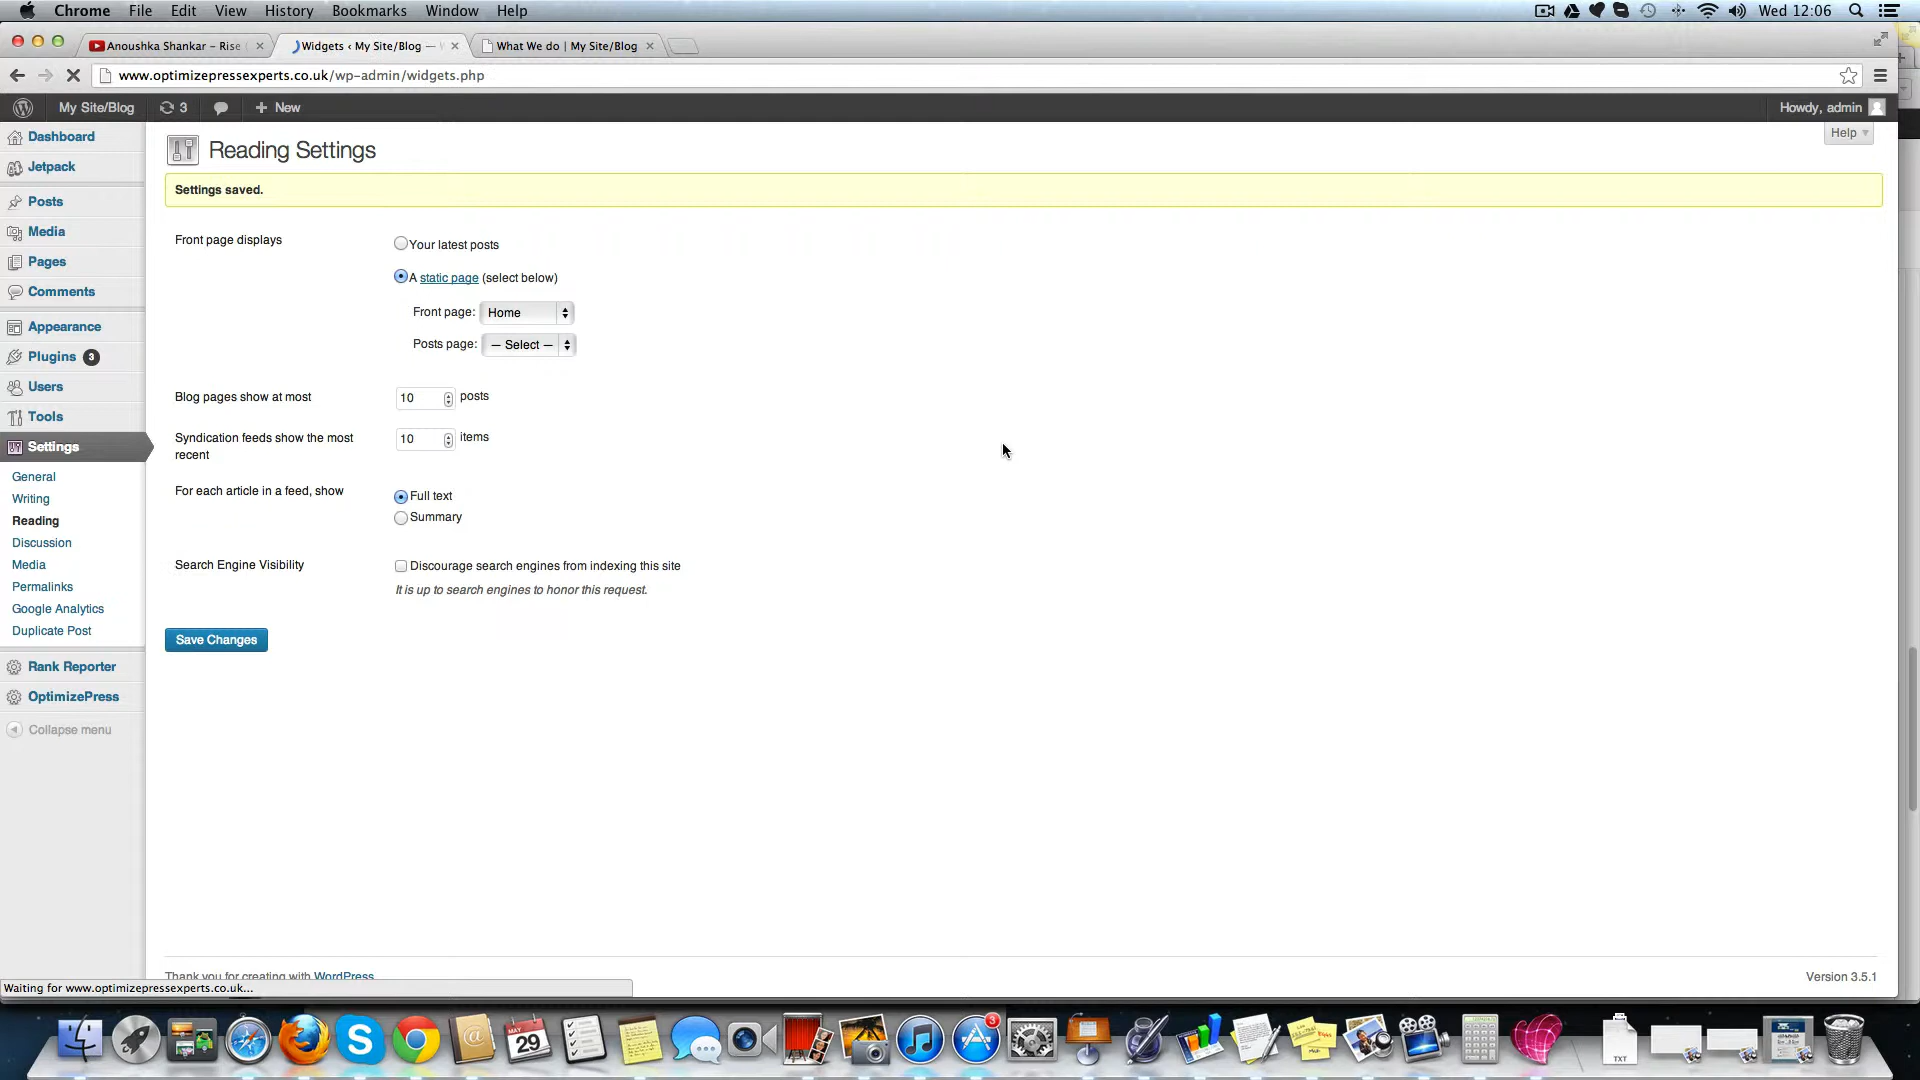 Chrome File Edit View History Bookmarks Window Help Wed 12:06
Anoushka Shankar - Rise Widgets ‹ My Site/Blog — What We do | My Site/Blog
www.optimizepressexperts.co.uk/wp-admin/widgets.php
My Site/Blog 3 + New Howdy, admin
Help
Dashboard
Jetpack
Posts
Media
Pages
Comments
Appearance
Plugins 3
Users
Tools
Settings
General
Writing
Reading
Discussion
Media
Permalinks
Google Analytics
Duplicate Post
Rank Reporter
OptimizePress
Collapse menu
Reading Settings
Settings saved.
Front page displays
Your latest posts
A static page (select below)
Front page: Home
Posts page: — Select —
Blog pages show at most 10 posts
Syndication feeds show the most
recent
10 items
For each article in a feed, show
Full text
Summary
Search Engine Visibility
Discourage search engines from indexing this site
It is up to search engines to honor this request.
Save Changes
Thank you for creating with WordPress
Version 3.5.1
Waiting for www.optimizepressexperts.co.uk...
MAY
29
3
TXT